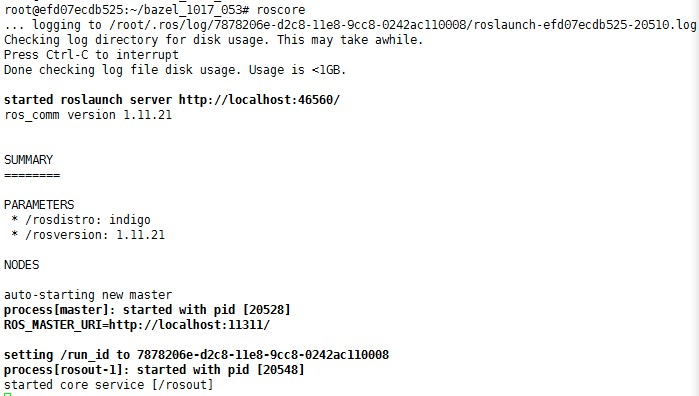 root@efd07ecdb525:~/bazel_1017_053# roscore
... logging to /root/.ros/log/7878206e-d2c8-11e8-9cc8-0242ac110008/roslaunch-efd07ecdb525-20510.log
Checking log directory for disk usage. This may take awhile.
Press Ctrl-C to interrupt
Done checking log file disk usage. Usage is <1GB.
started roslaunch server http://localhost:46560/
ros_comm version 1.11.21
SUMMARY
========
PARAMETERS
* /rosdistro: indigo
* /rosversion: 1.11.21
NODES
auto-starting new master
process[master]: started with pid [20528]
ROS_MASTER_URI=http://localhost:11311/
setting /run_id to 7878206e-d2c8-11e8-9cc8-0242ac110008
process[rosout-1]: started with pid [20548]
started core service [/rosout]